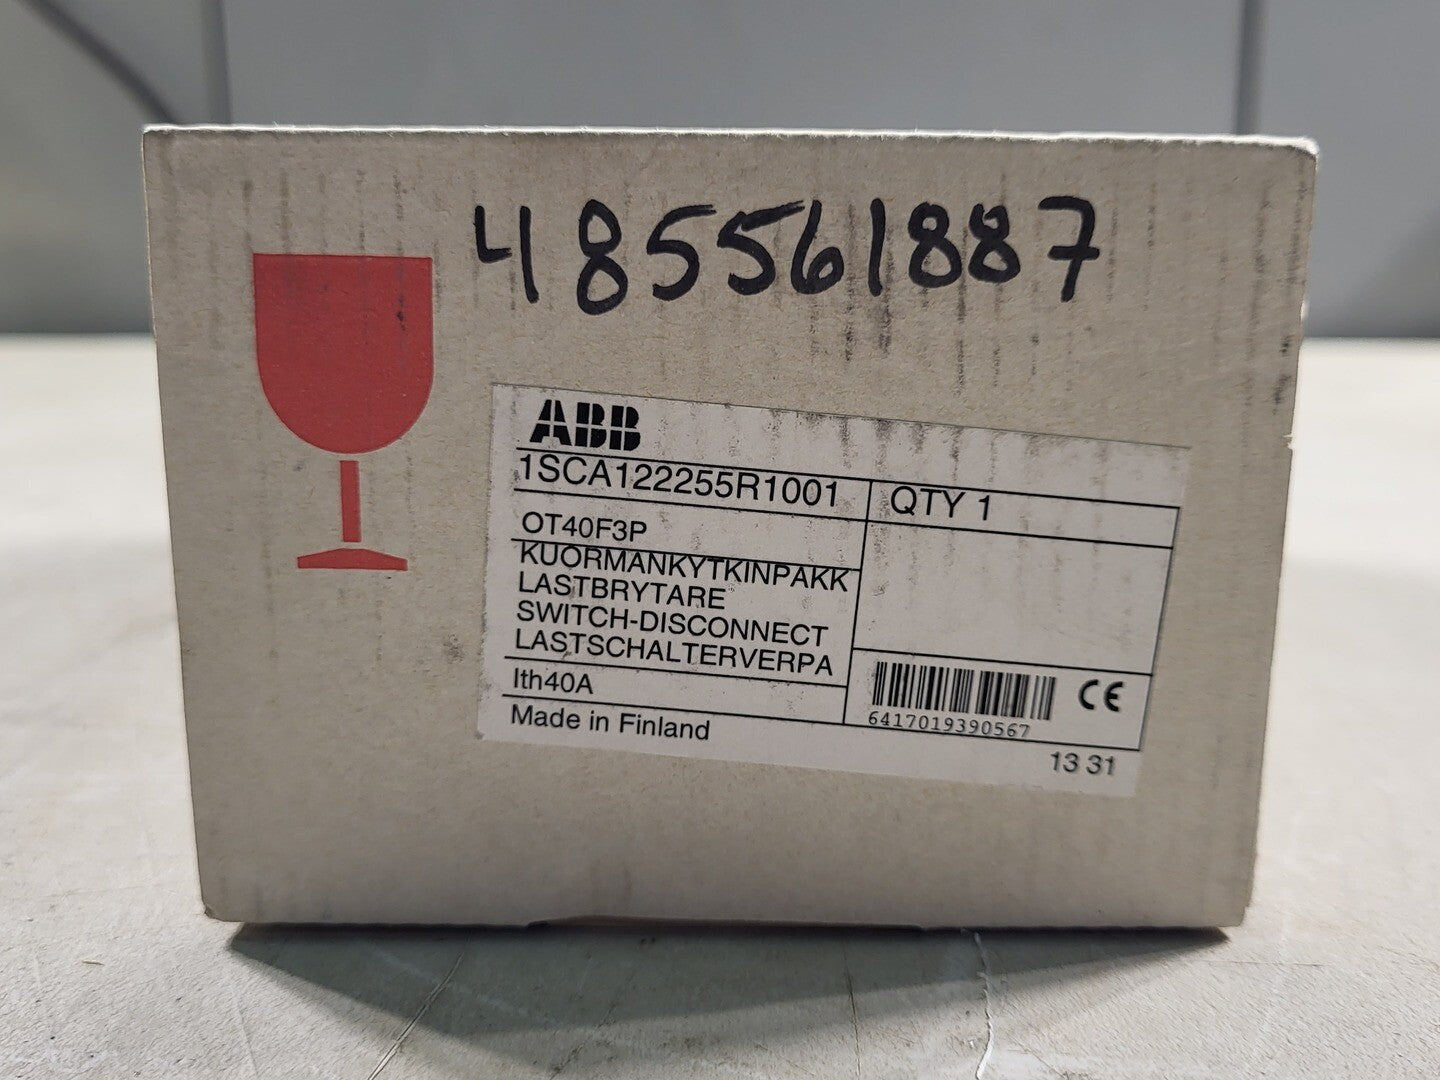 485561887
ABB
1SCA122255R1001
QTY 1
OT40F3P
KUORMANKYTKINPAKK
LASTBRYTARE
SWITCH-DISCONNECT
LASTSCHALTERVERPA
Ith40A
Made in Finland
CE
6417019390567
13 31